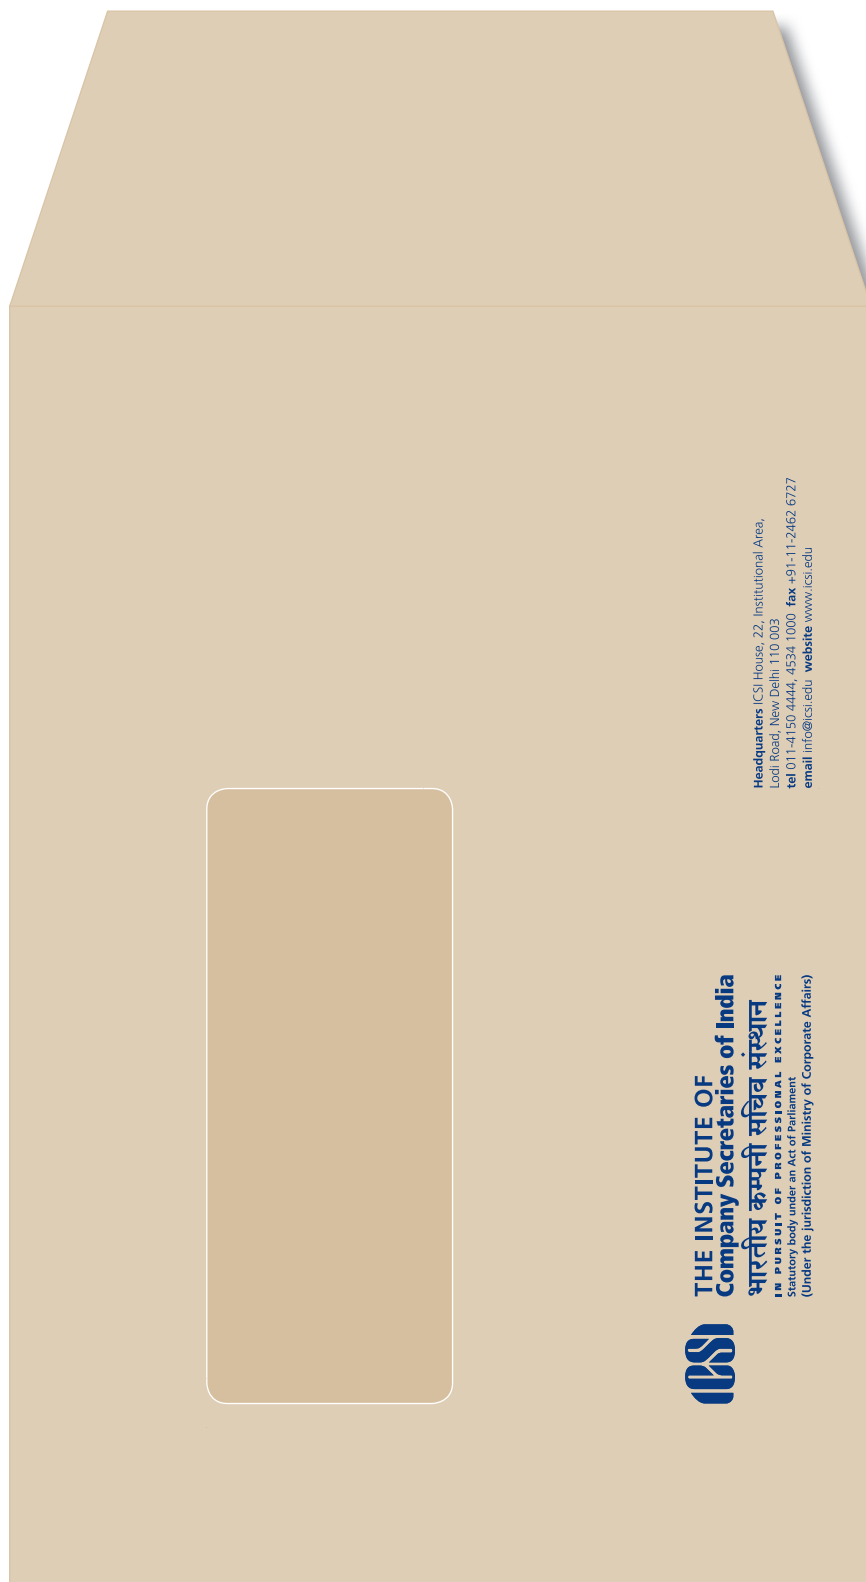 ICSI
THE INSTITUTE OF
Company Secretaries of India
भारतीय कम्पनी सचिव संस्थान
IN PURSUIT OF PROFESSIONAL EXCELLENCE
Statutory body under an Act of Parliament
(Under the jurisdiction of Ministry of Corporate Affairs)
Headquarters ICSI House, 22, Institutional Area,
Lodi Road, New Delhi 110 003
tel 011-4150 4444, 4534 1000 fax +91-11-2462 6727
email info@icsi.edu website www.icsi.edu